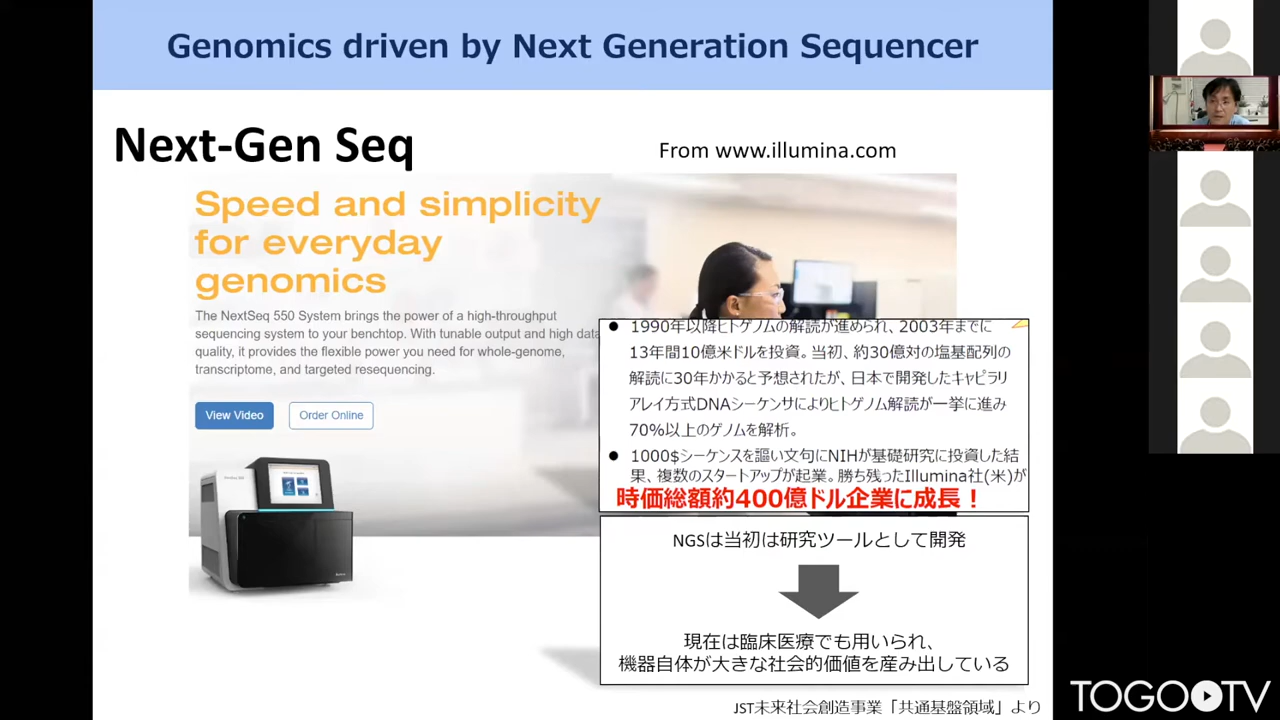 Genomics driven by Next Generation Sequencer
Next-Gen Seq
From www.illumina.com
Speed and simplicity
for everyday
genomics
The NextSeq 550 System brings the power of a high-throughput
sequencing system to your benchtop. With tunable output and high data
quality, it provides the flexible power you need for whole-genome,
transcriptome, and targeted resequencing.
View Video
Order Online
● 1990年以降ヒトゲノムの解読が進められ、2003年までに
13年間10億米ドルを投資。当初、約30億対の塩基配列の
解読に30年かかると予想されたが、日本で開発したキャピラリ
アレイ方式DNAシーケンサによりヒトゲノム解読が一挙に進み
70%以上のゲノムを解析。
● 1000$シーケンスを謳い文句にNIHが基礎研究に投資した結
果、複数のスタートアップが起業。勝ち残ったIllumina社(米)が
時価総額約400億ドル企業に成長！
NGSは当初は研究ツールとして開発
現在は臨床医療でも用いられ、
機器自体が大きな社会的価値を産み出している
JST未来社会創造事業「共通基盤領域」より
TOGO TV